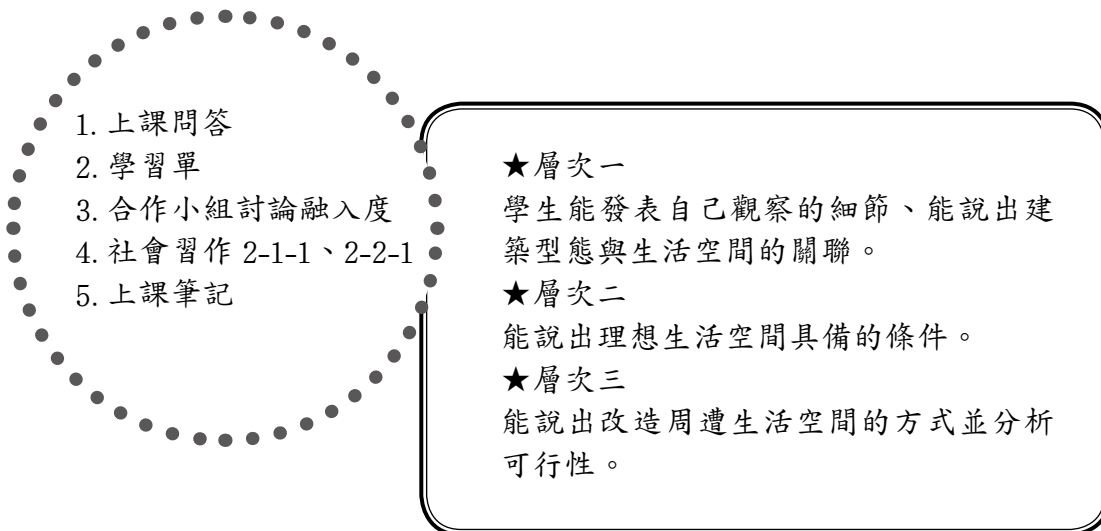 1. 上課問答
2. 學習單
3. 合作小組討論融入度
4. 社會習作 2-1-1、2-2-1
5. 上課筆記
★層次一
學生能發表自己觀察的細節、能說出建
築型態與生活空間的關聯。
★層次二
能說出理想生活空間具備的條件。
★層次三
能說出改造周遭生活空間的方式並分析
可行性。